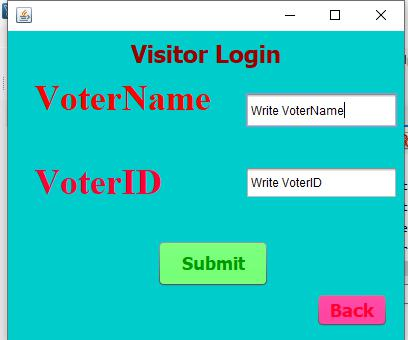 Visitor Login
VoterName
Write VoterName
VoterID
Write VoterID
Submit
Back